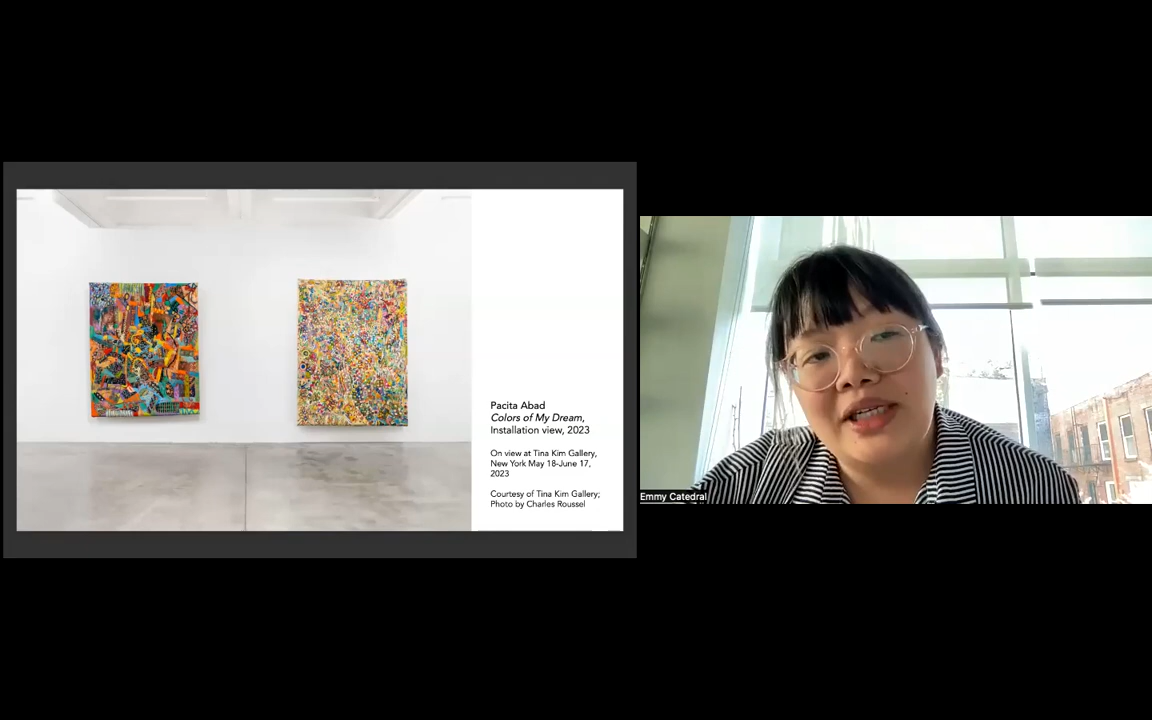 Pacita Abad
Colors of My Dream,
Installation view, 2023
On view at Tina Kim Gallery,
New York May 18-June 17,
2023
Courtesy of Tina Kim Gallery;
Photo by Charles Roussel
Emmy Catedral